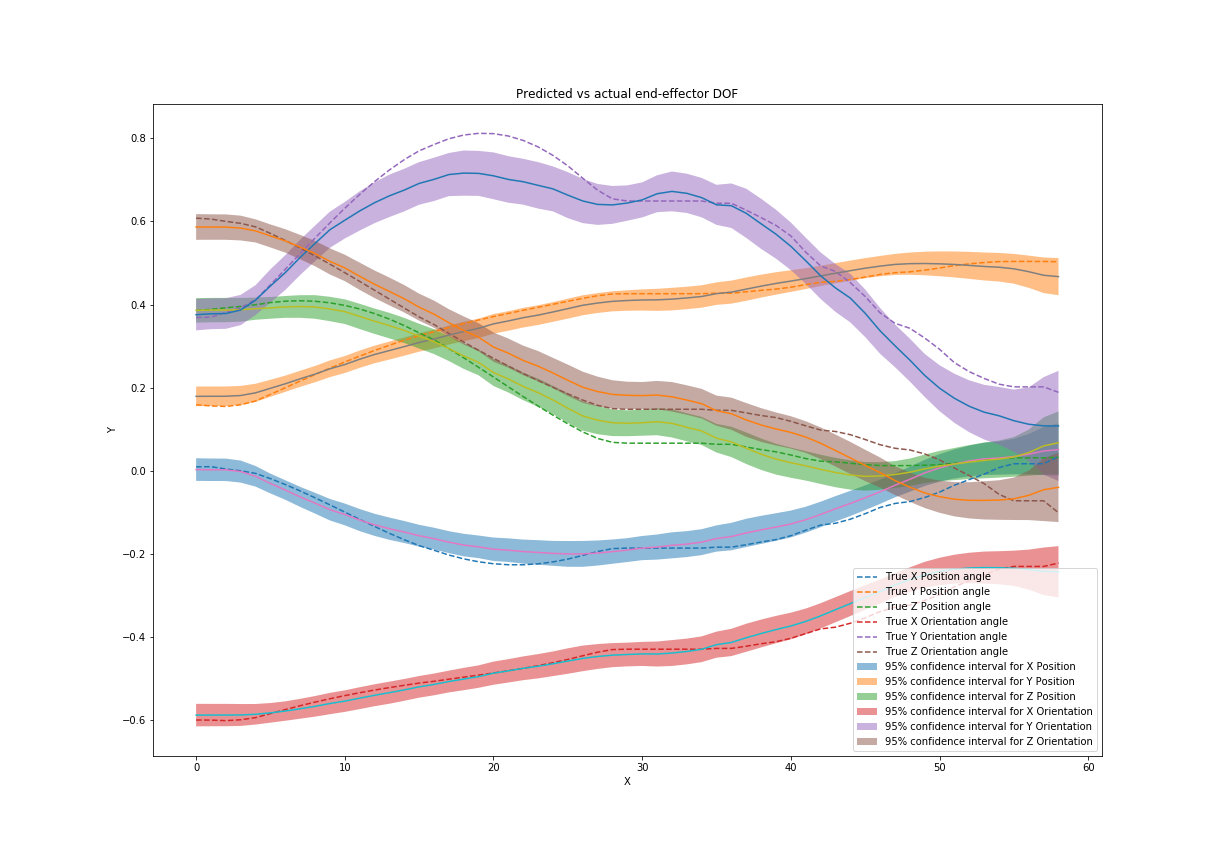 Predicted vs actual end-effector DOF
Y
0.8
0.6
0.4
0.2
0.0
−0.2
−0.4
−0.6
True X Position angle
True Y Position angle
True Z Position angle
True X Orientation angle
True Y Orientation angle
True Z Orientation angle
95% confidence interval for X Position
95% confidence interval for Y Position
95% confidence interval for Z Position
95% confidence interval for X Orientation
95% confidence interval for Y Orientation
95% confidence interval for Z Orientation
0 10 20 30 40 50 60
X